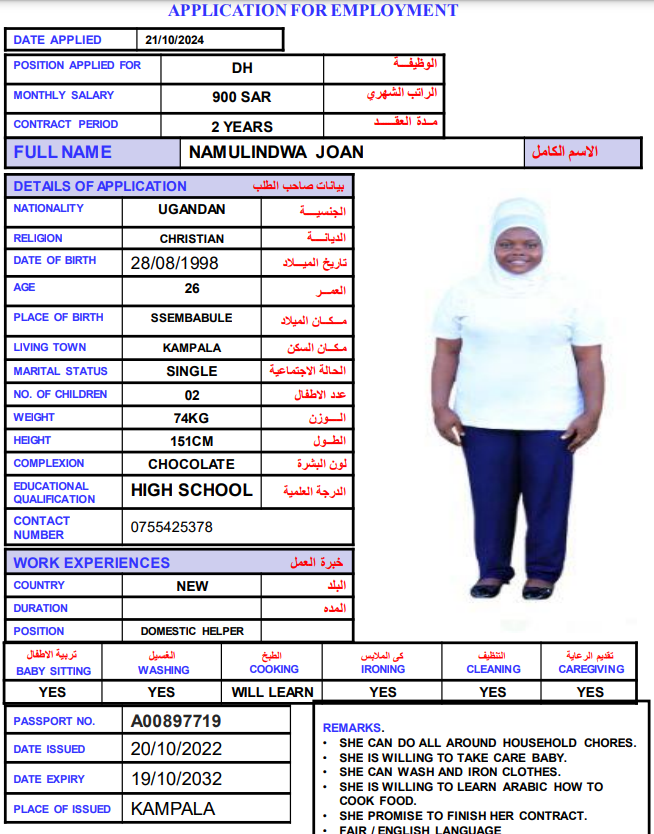 APPLICATION FOR EMPLOYMENT
DATE APPLIED 21/10/2024
POSITION APPLIED FOR DH الوظيفـــة
MONTHLY SALARY 900 SAR الراتب الشهري
CONTRACT PERIOD 2 YEARS مـدة العقـــد
FULL NAME NAMULINDWA JOAN الاسم الكامل
DETAILS OF APPLICATION بيانات صاحب الطلب
NATIONALITY UGANDAN الجنسيـــة
RELIGION CHRISTIAN الديانـــة
DATE OF BIRTH 28/08/1998 تاريخ الميــلاد
AGE 26 العمــر
PLACE OF BIRTH SSEMBABULE مـكــان الميلاد
LIVING TOWN KAMPALA مـكـان السكن
MARITAL STATUS SINGLE الحالة الاجتماعية
NO. OF CHILDREN 02 عدد الاطفال
WEIGHT 74KG الــوزن
HEIGHT 151CM الطــول
COMPLEXION CHOCOLATE لون البشرة
EDUCATIONAL QUALIFICATION HIGH SCHOOL الدرجة العلمية
CONTACT NUMBER 0755425378
WORK EXPERIENCES خبرة العمل
COUNTRY NEW البلد
DURATION المده
POSITION DOMESTIC HELPER
تربية الاطفال الغسيل الطبخ كى الملابس التنظيف تقديم الرعاية
BABY SITTING WASHING COOKING IRONING CLEANING CAREGIVING
YES YES WILL LEARN YES YES YES
PASSPORT NO. A00897719
DATE ISSUED 20/10/2022
DATE EXPIRY 19/10/2032
PLACE OF ISSUED KAMPALA
REMARKS.
• SHE CAN DO ALL AROUND HOUSEHOLD CHORES.
• SHE IS WILLING TO TAKE CARE BABY.
• SHE CAN WASH AND IRON CLOTHES.
• SHE IS WILLING TO LEARN ARABIC HOW TO
COOK FOOD.
• SHE PROMISE TO FINISH HER CONTRACT.
• FAIR / ENGLISH LANGUAGE